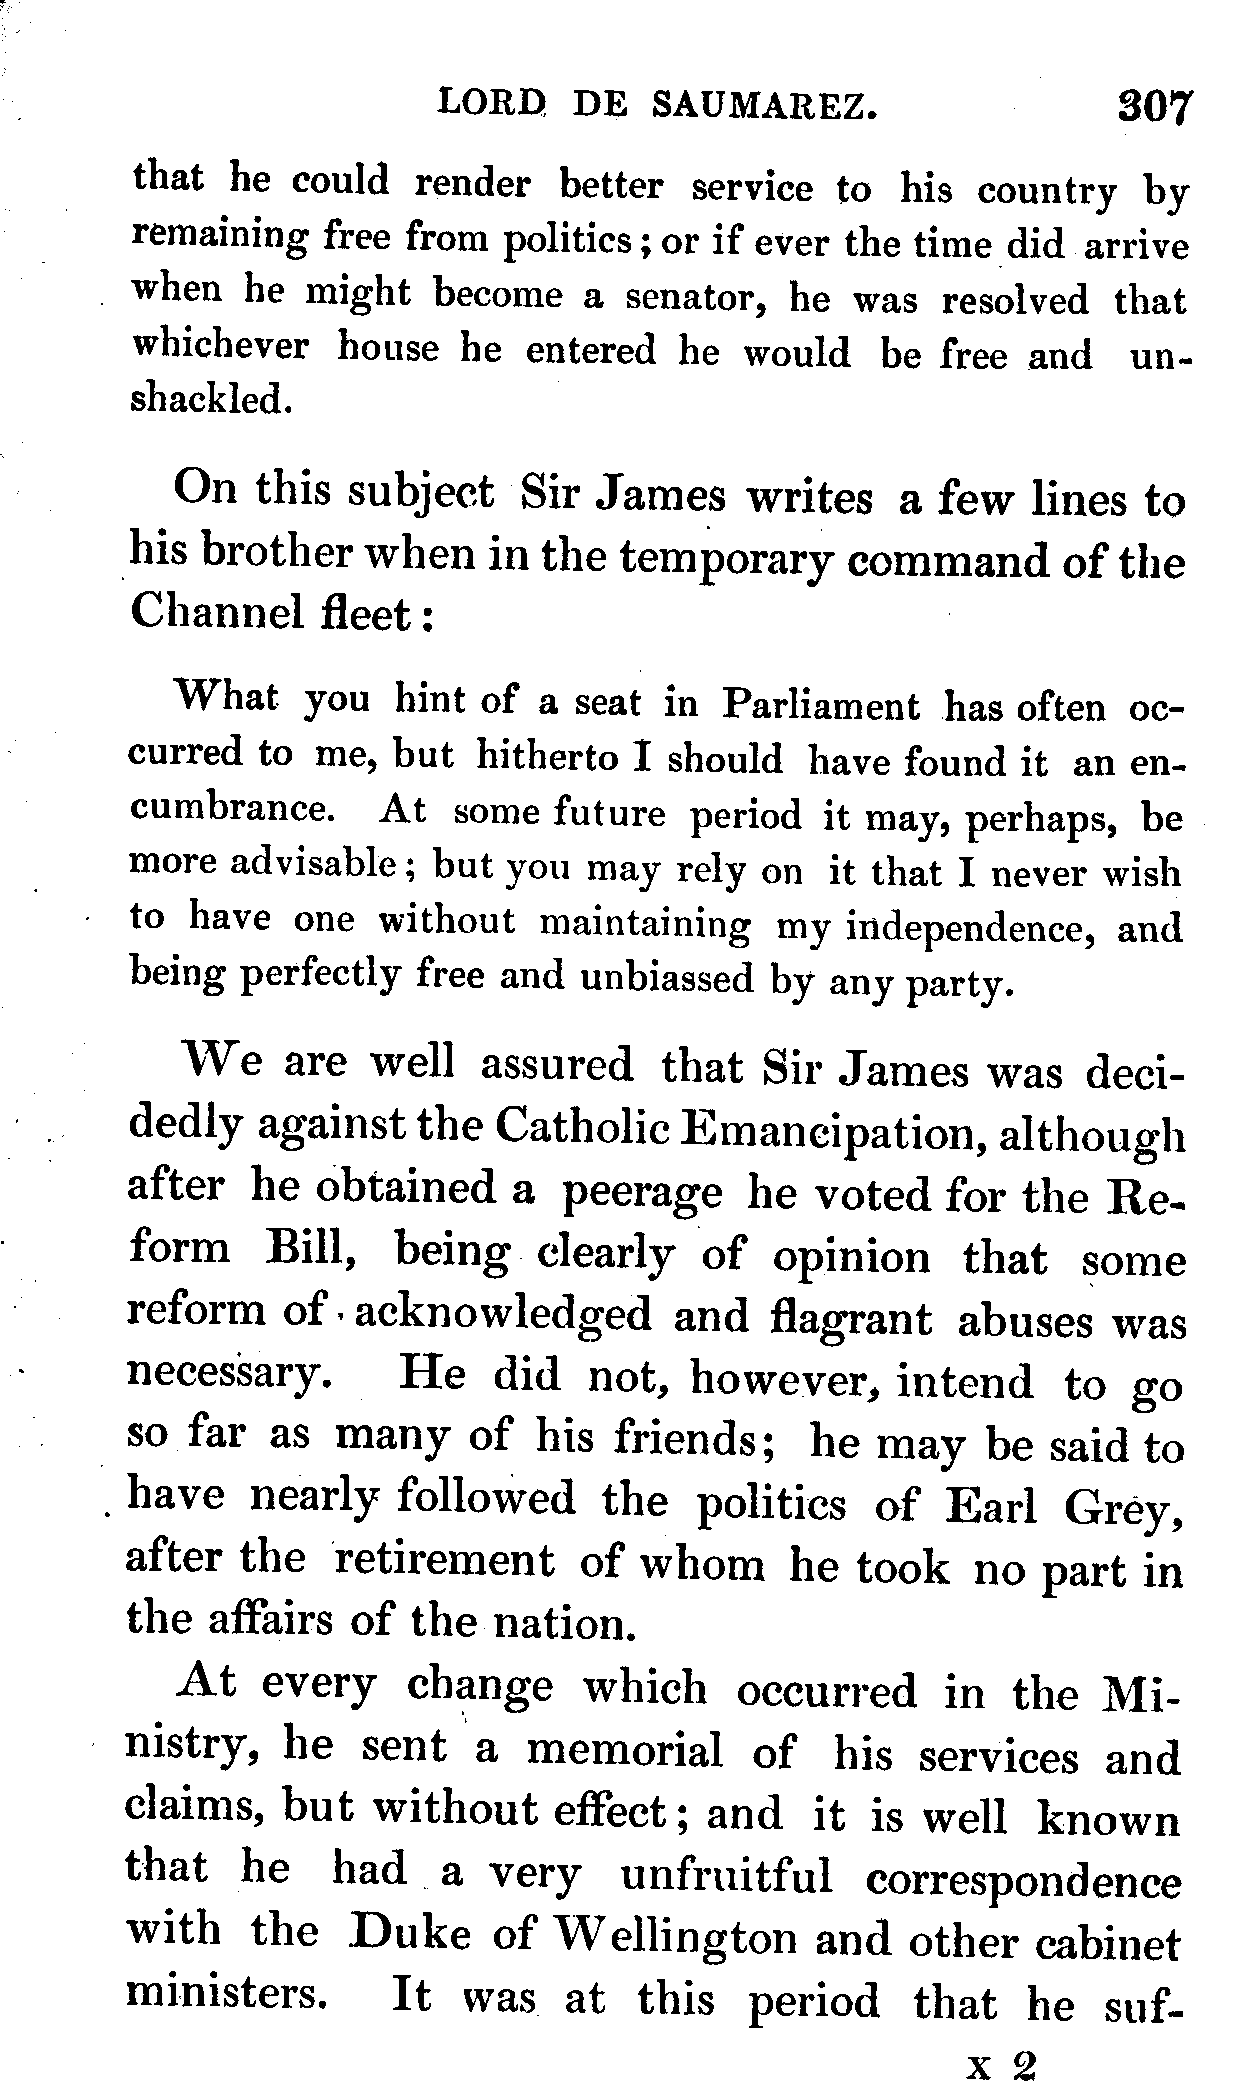 LORD DE SAUMAREZ. 307
that he could render better service to his country by
remaining free from politics; or if ever the time did arrive
when he might become a senator, he was resolved that
whichever house he entered he would be free and un-
shackled.
On this subject Sir James writes a few lines to
his brother when in the temporary command of the
Channel fleet:
What you hint of a seat in Parliament has often oc-
curred to me, but hitherto I should have found it an en-
cumbrance. At some future period it may, perhaps, be
more advisable; but you may rely on it that I never wish
to have one without maintaining my independence, and
being perfectly free and unbiassed by any party.
We are well assured that Sir James was deci-
dedly against the Catholic Emancipation, although
after he obtained a peerage he voted for the Re-
form Bill, being clearly of opinion that some
reform of acknowledged and flagrant abuses was
necessary. He did not, however, intend to go
so far as many of his friends; he may be said to
have nearly followed the politics of Earl Grey,
after the retirement of whom he took no part in
the affairs of the nation.
At every change which occurred in the Mi-
nistry, he sent a memorial of his services and
claims, but without effect; and it is well known
that he had a very unfruitful correspondence
with the Duke of Wellington and other cabinet
ministers. It was at this period that he suf-
X 2